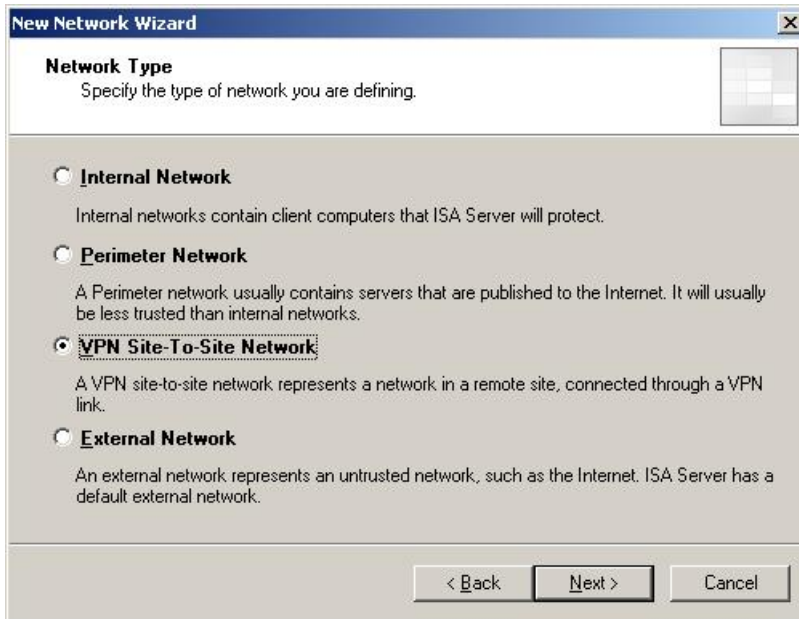 New Network Wizard
Network Type
Specify the type of network you are defining.
Internal Network
Internal networks contain client computers that ISA Server will protect.
Perimeter Network
A Perimeter network usually contains servers that are published to the Internet. It will usually
be less trusted than internal networks.
VPN Site-To-Site Network
A VPN site-to-site network represents a network in a remote site, connected through a VPN
link.
External Network
An external network represents an untrusted network, such as the Internet. ISA Server has a
default external network.
< Back Next > Cancel